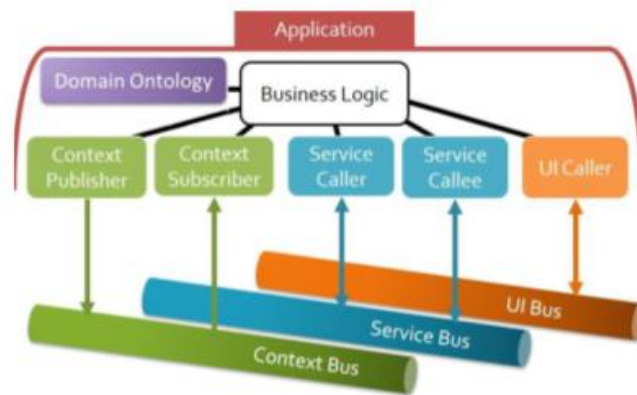 Application
Domain Ontology
Business Logic
Context
Publisher
Context
Subscriber
Service
Caller
Service
Callee
UI Caller
UI Bus
Service Bus
Context Bus